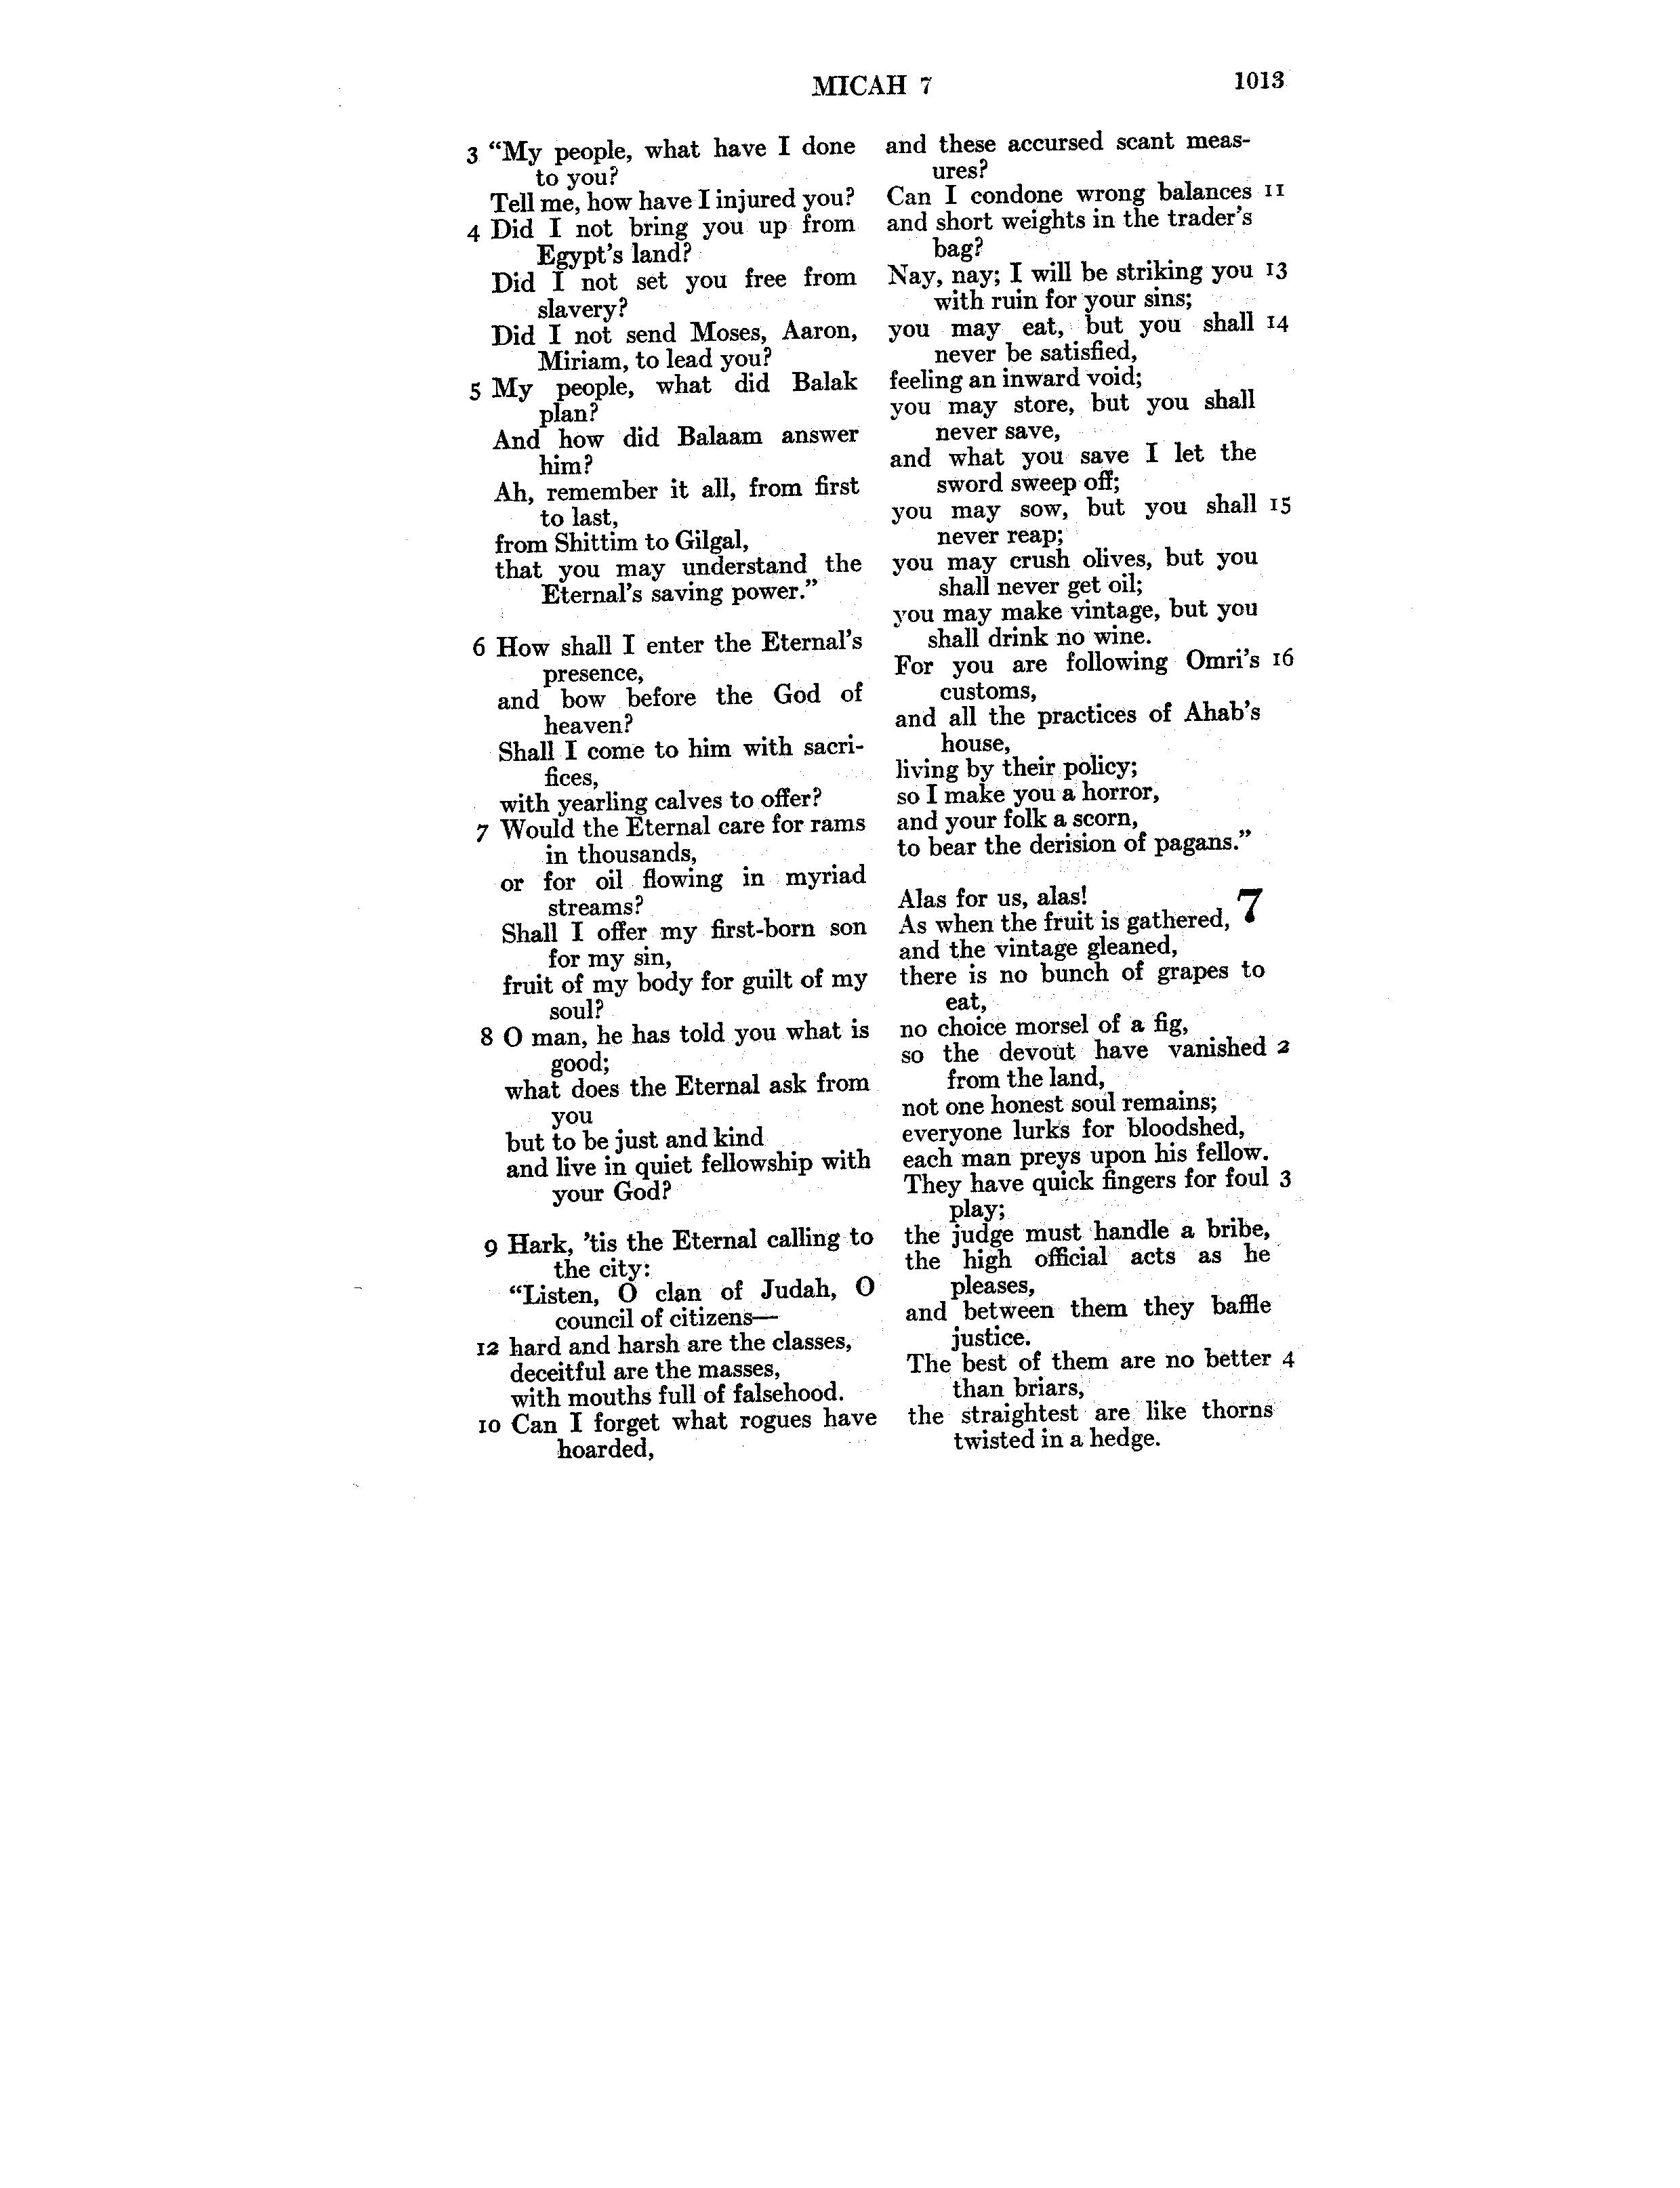 MICAH 7 1013
3 “My people, what have I done
to you?
Tell me, how have I injured you?
4 Did I not bring you up from
Egypt’s land?
Did I not set you free from
slavery?
Did I not send Moses, Aaron,
Miriam, to lead you?
5 My people, what did Balak
plan?
And how did Balaam answer
him?
Ah, remember it all, from first
to last,
from Shittim to Gilgal,
that you may understand the
Eternal’s saving power.”
6 How shall I enter the Eternal’s
presence,
and bow before the God of
heaven?
Shall I come to him with sacri-
fices,
with yearling calves to offer?
7 Would the Eternal care for rams
in thousands,
or for oil flowing in myriad
streams?
Shall I offer my first-born son
for my sin,
fruit of my body for guilt of my
soul?
8 O man, he has told you what is
good;
what does the Eternal ask from
you
but to be just and kind
and live in quiet fellowship with
your God?
9 Hark, ’tis the Eternal calling to
the city:
“Listen, O clan of Judah, O
council of citizens—
12 hard and harsh are the classes,
deceitful are the masses,
with mouths full of falsehood.
10 Can I forget what rogues have
hoarded,
and these accursed scant meas-
ures?
Can I condone wrong balances 11
and short weights in the trader’s
bag?
Nay, nay; I will be striking you 13
with ruin for your sins;
you may eat, but you shall 14
never be satisfied,
feeling an inward void;
you may store, but you shall
never save,
and what you save I let the
sword sweep off;
you may sow, but you shall 15
never reap;
you may crush olives, but you
shall never get oil;
you may make vintage, but you
shall drink no wine.
For you are following Omri’s 16
customs,
and all the practices of Ahab’s
house,
living by their policy;
so I make you a horror,
and your folk a scorn,
to bear the derision of pagans.”
Alas for us, alas! 7
As when the fruit is gathered,
and the vintage gleaned,
there is no bunch of grapes to
eat,
no choice morsel of a fig,
so the devout have vanished 2
from the land,
not one honest soul remains;
everyone lurks for bloodshed,
each man preys upon his fellow.
They have quick fingers for foul 3
play;
the judge must handle a bribe,
the high official acts as he
pleases,
and between them they baffle
justice.
The best of them are no better 4
than briars,
the straightest are like thorns
twisted in a hedge.